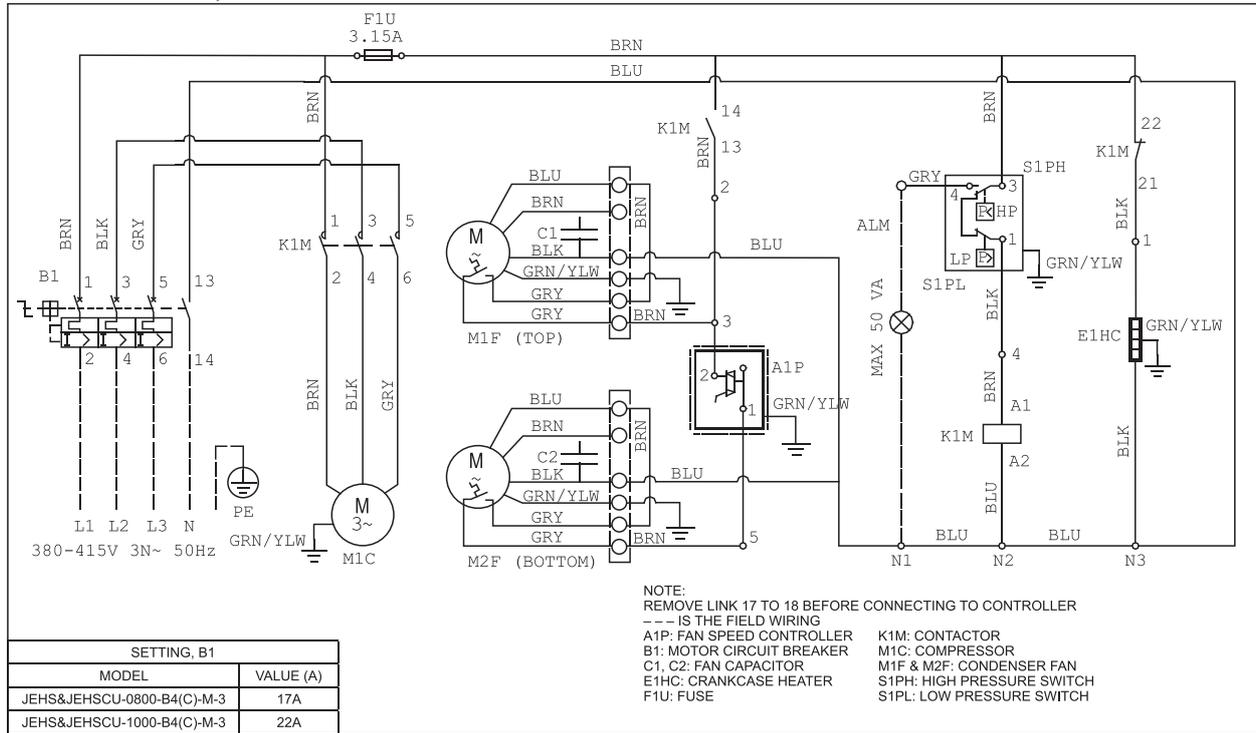 F1U
3.15A
BRN
BLU
BRN
14
K1M
13
BRN
2
BRN
22
K1M
21
BLK
1
GRY
S1PH
4
3
P
HP
1
LP
P
S1PL
GRN/YLW
ALM
MAX 50 VA
BLK
4
BRN
A1
K1M
A2
BLU
E1HC
GRN/YLW
BLK
BRN
BLK
GRY
B1
1
3
5
13
2
4
6
14
L1
L2
L3
N
PE
380-415V 3N~ 50Hz
K1M
1
3
5
2
4
6
BRN
BLK
GRY
M
3~
GRN/YLW
M1C
M
~
BLU
BRN
C1
BLK
GRN/YLW
GRY
GRY
BRN
BRN
BLU
M1F (TOP)
3
2
A1P
1
GRN/YLW
M
~
BLU
BRN
C2
BLK
GRN/YLW
GRY
GRY
BRN
BRN
BLU
M2F (BOTTOM)
5
BLU
BLU
N1
N2
N3
NOTE:
REMOVE LINK 17 TO 18 BEFORE CONNECTING TO CONTROLLER
– – – IS THE FIELD WIRING
A1P: FAN SPEED CONTROLLER K1M: CONTACTOR
B1: MOTOR CIRCUIT BREAKER M1C: COMPRESSOR
C1, C2: FAN CAPACITOR M1F & M2F: CONDENSER FAN
E1HC: CRANKCASE HEATER S1PH: HIGH PRESSURE SWITCH
F1U: FUSE S1PL: LOW PRESSURE SWITCH
SETTING, B1
MODEL VALUE (A)
JEHS&JEHSCU-0800-B4(C)-M-3 17A
JEHS&JEHSCU-1000-B4(C)-M-3 22A